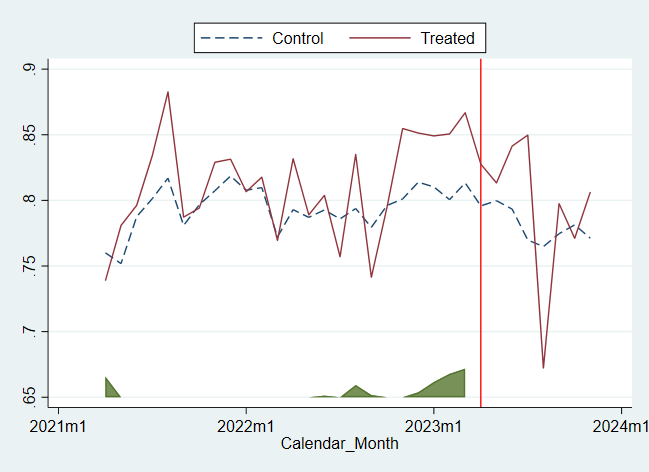 Control Treated
.9
.85
.8
.75
.7
.65
2021m1 2022m1 2023m1 2024m1
Calendar_Month